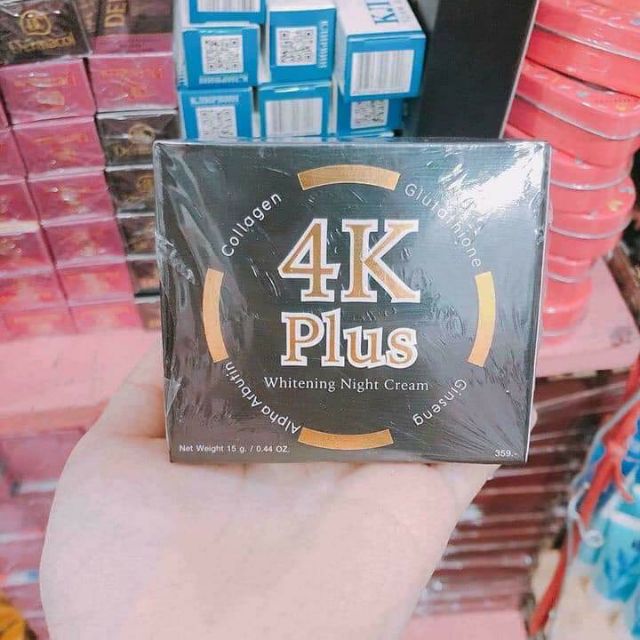 Collagen
Glutathione
4K
Plus
Whitening Night Cream
Alpha Arbutin
Ginseng
Net Weight 15 g. / 0.44 OZ.
359.-